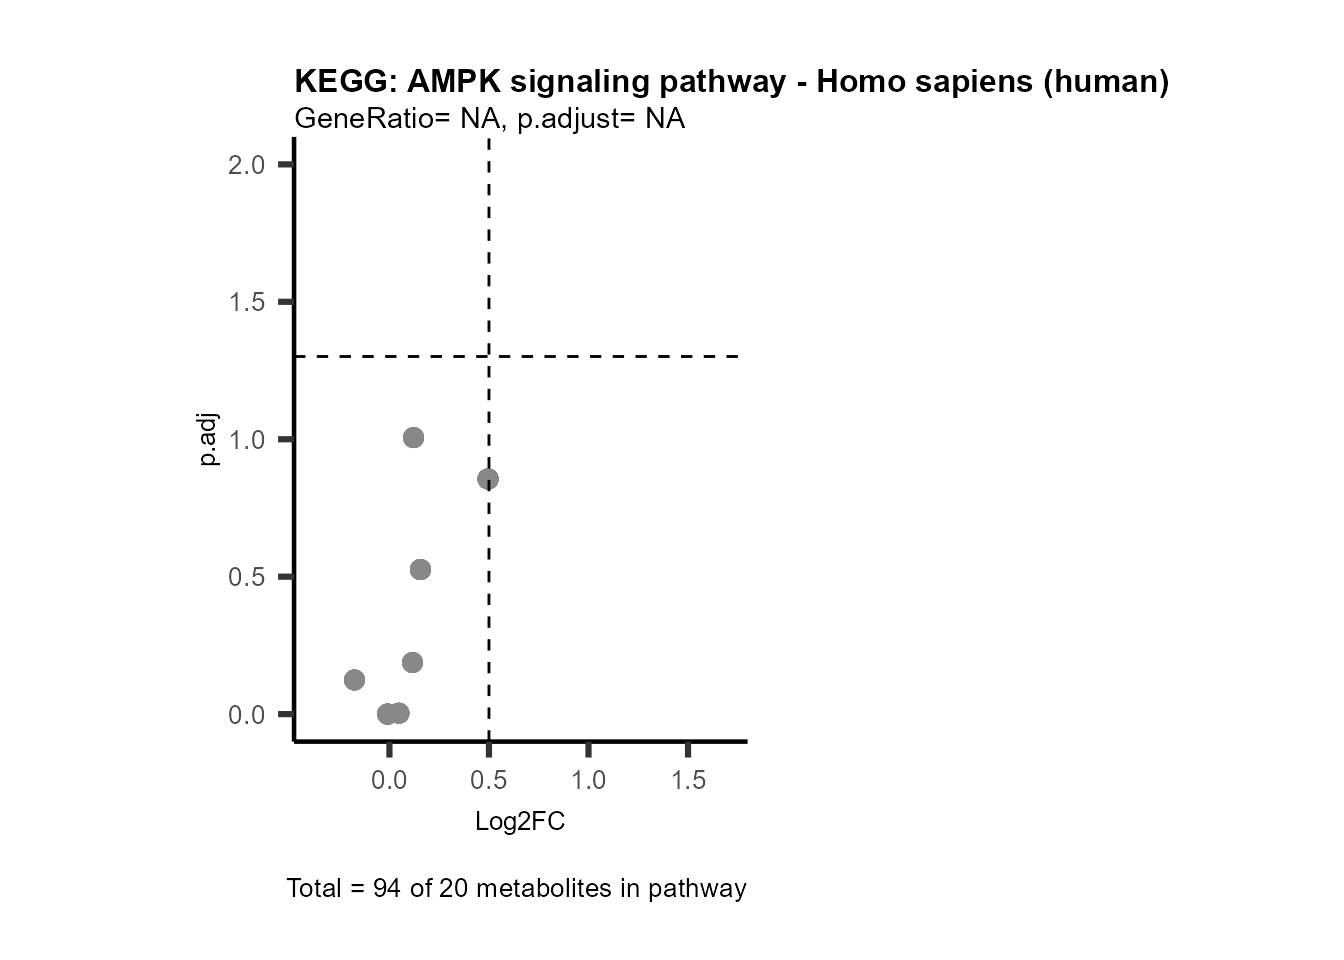 KEGG: AMPK signaling pathway - Homo sapiens (human)
GeneRatio= NA, p.adjust= NA
2.0
1.5
1.0
0.5
0.0
p.adj
0.0 0.5 1.0 1.5
Log2FC
Total = 94 of 20 metabolites in pathway